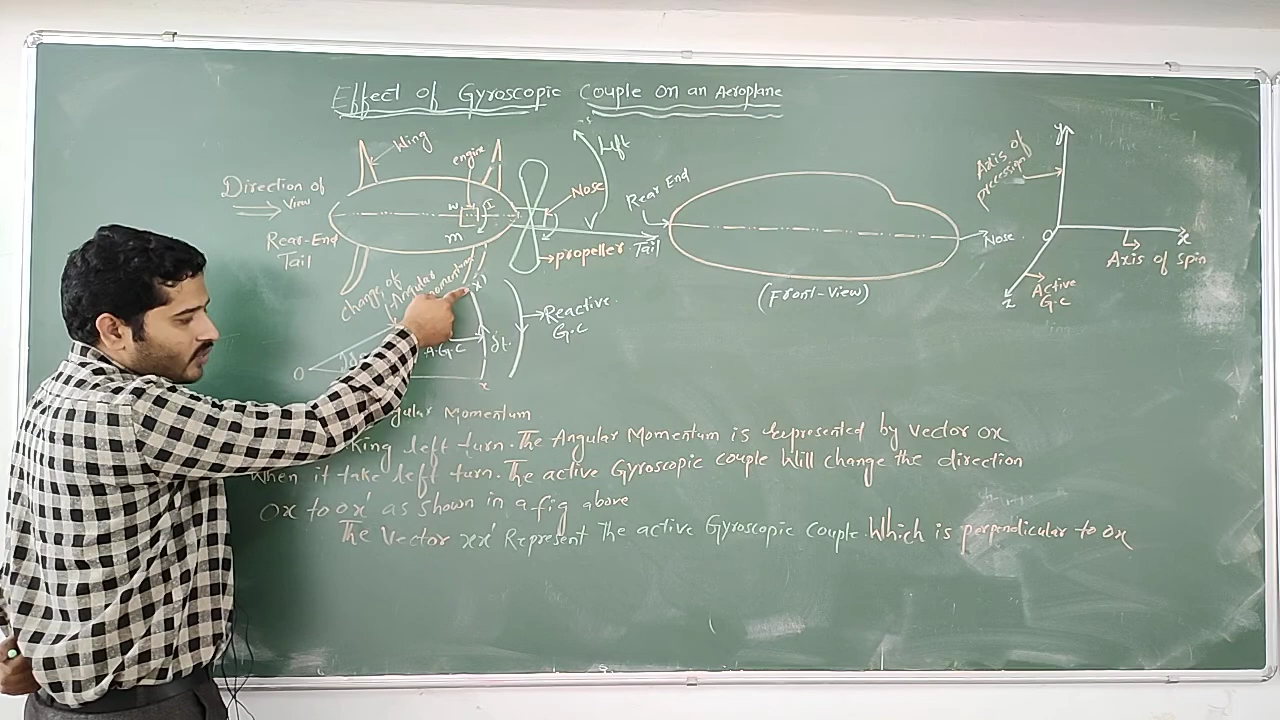 Effect of Gyroscopic Couple on an Aeroplane
Wing
engine
Left
Direction of
View
Nose
W
I
m
Rear-End
Tail
propeller
Tail
Rear End
Nose
(Front-View)
y
Axis of
precession
O
x
Axis of Spin
z
Active
G.C
change of
Angular
momentum
x'
Reactive
G.C
A.G.C
δt
O
x
Momentum
left turn. The Angular Momentum is represented by vector ox
When it take left turn. The active Gyroscopic couple will change the direction
ox to ox' as shown in a fig above
The Vector xx' Represent The active Gyroscopic couple which is perpendicular to ox